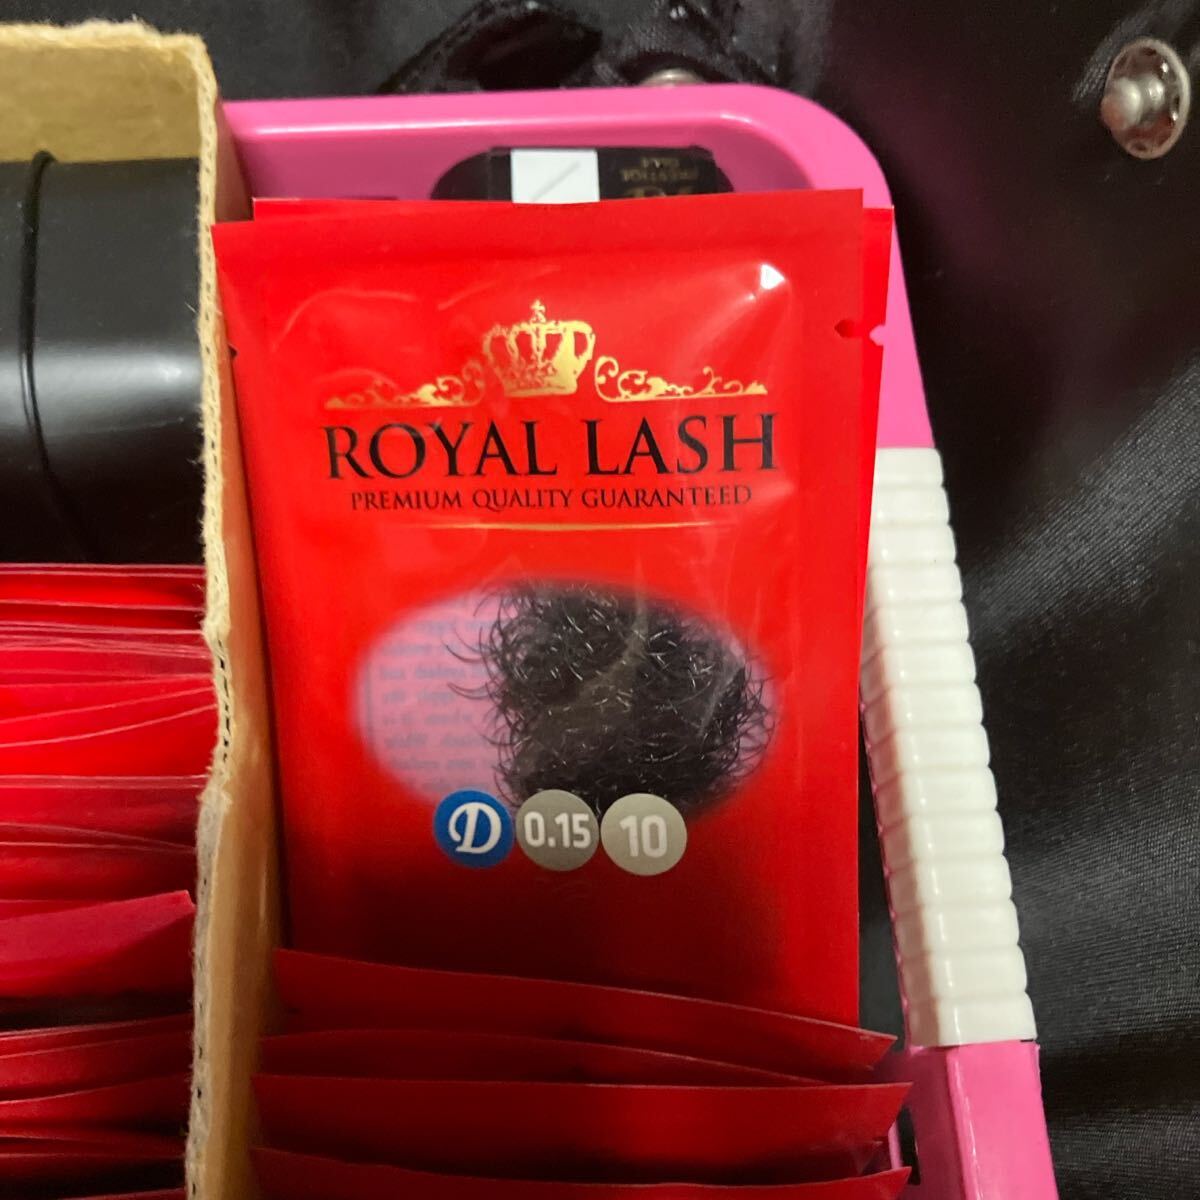 ROYAL LASH
PREMIUM QUALITY GUARANTEED
D 0.15 10